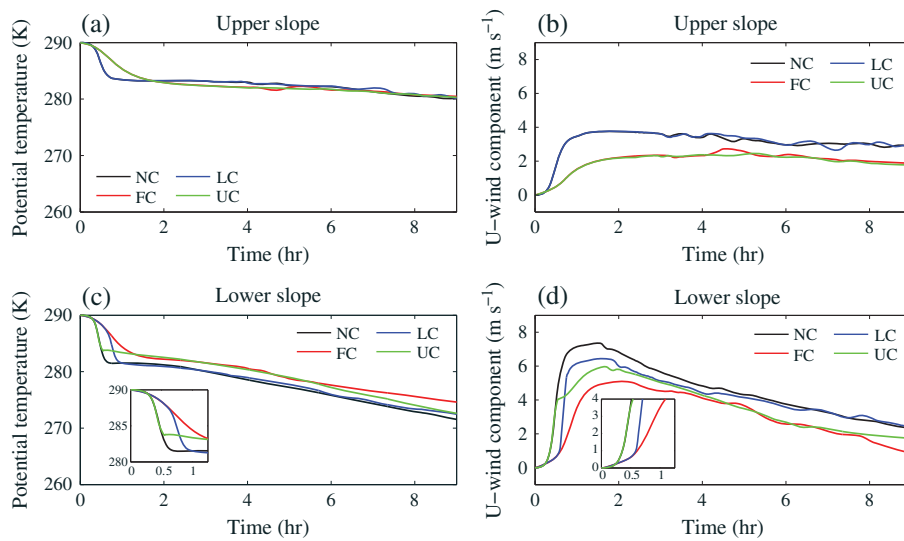 (a) Upper slope
Potential temperature (K)
290
280
270
260
NC LC
FC UC
0 2 4 6 8
Time (hr)
(b) Upper slope
U−wind component (m s⁻¹)
8
6
4
2
0
NC LC
FC UC
0 2 4 6 8
Time (hr)
(c) Lower slope
Potential temperature (K)
290
280
270
260
NC LC
FC UC
290
285
280
0 0.5 1
0 2 4 6 8
Time (hr)
(d) Lower slope
U−wind component (m s⁻¹)
8
6
4
2
0
NC LC
FC UC
4
3
2
1
0
0 0.5 1
0 2 4 6 8
Time (hr)